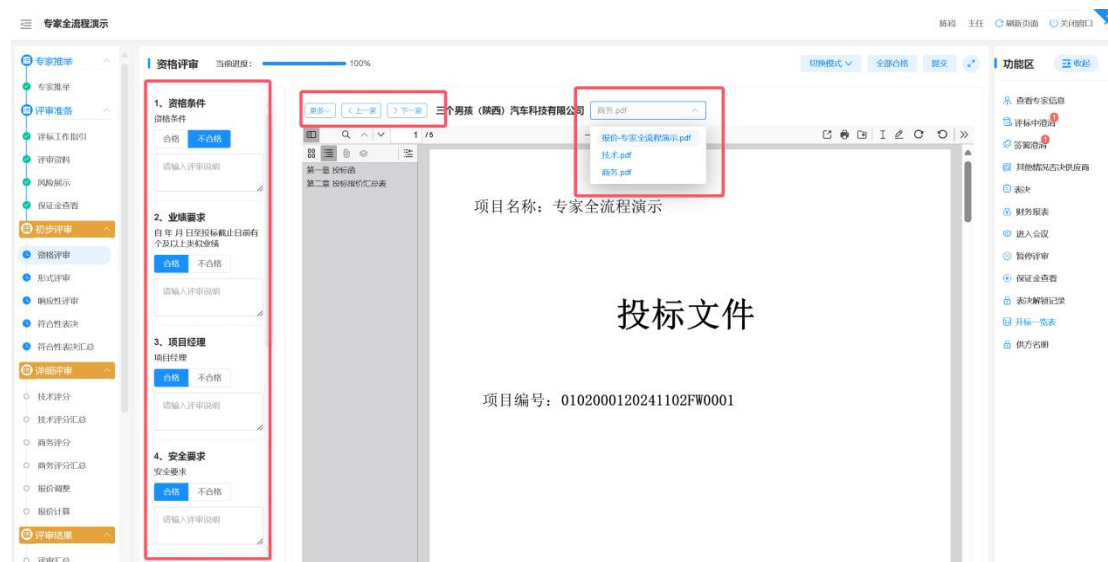 专家全流程演示
陈琛 主任 刷新页面 关闭窗口
专家推举
专家推举
评审准备
评标工作指引
评审资料
风险展示
保证金查看
初步评审
资格评审
形式评审
响应性评审
符合性表决
符合性表决汇总
详细评审
技术评分
技术评分汇总
商务评分
商务评分汇总
报价调整
报价计算
评审结果
评审汇总
资格评审 当前进度: 100%
切换模式 全部合格 提交
1、资格条件
资格条件
合格 不合格
请输入评审说明
2、业绩要求
自 年 月 日至投标截止日前有
个及以上类似业绩
合格 不合格
请输入评审说明
3、项目经理
项目经理
合格 不合格
请输入评审说明
4、安全要求
安全要求
合格 不合格
请输入评审说明
更多 上一家 下一家 三个男孩（陕西）汽车科技有限公司 商务.pdf
报价-专家全流程演示.pdf
技术.pdf
商务.pdf
1 /5
第一章 投标函
第二章 投标报价汇总表
项目名称：专家全流程演示
投标文件
项目编号：0102000120241102FW0001
功能区 收起
查看专家信息
评标中澄清
签署澄清
其他情况否决供应商
表决
财务报表
进入会议
暂停评审
保证金查看
表决解锁记录
开标一览表
供方名册